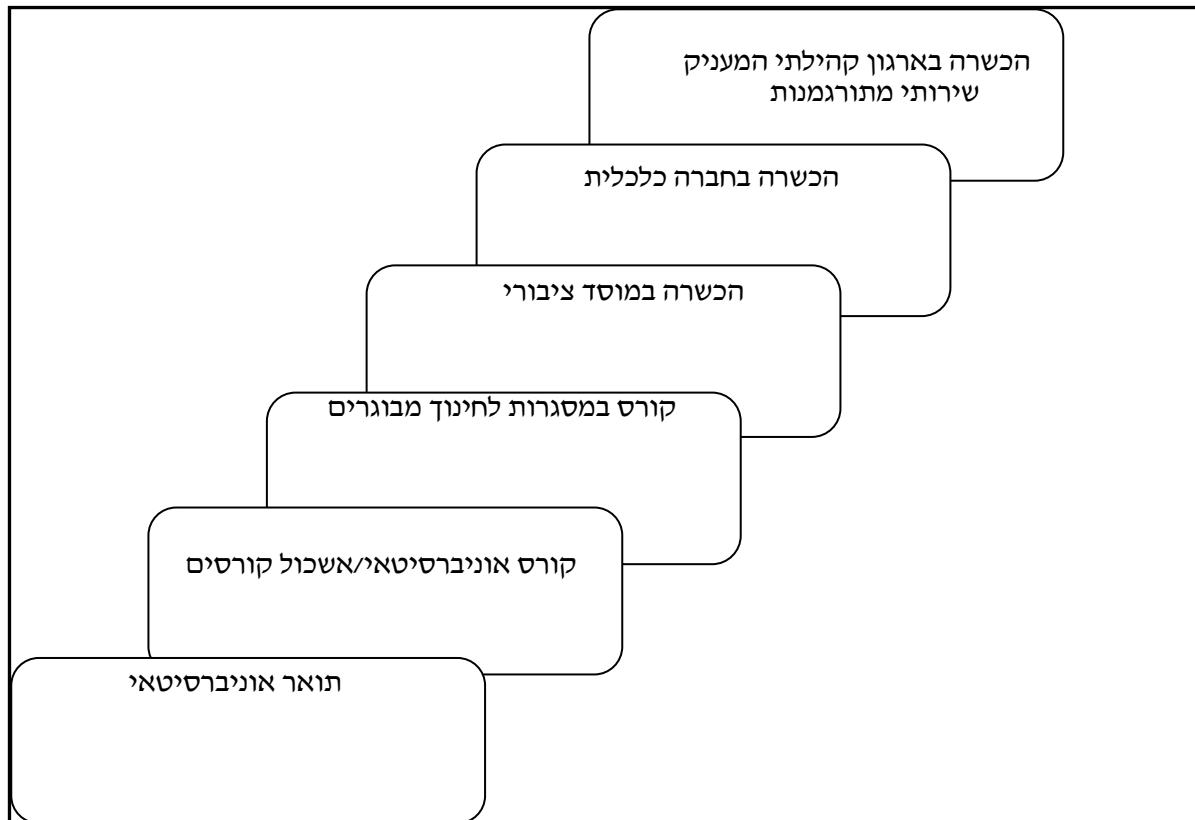 הכשרה בארגון קהילתי המעניק
שירותי מתורגמנות
הכשרה בחברה כלכלית
הכשרה במוסד ציבורי
קורס במסגרות לחינוך מבוגרים
קורס אוניברסיטאי/אשכול קורסים
תואר אוניברסיטאי